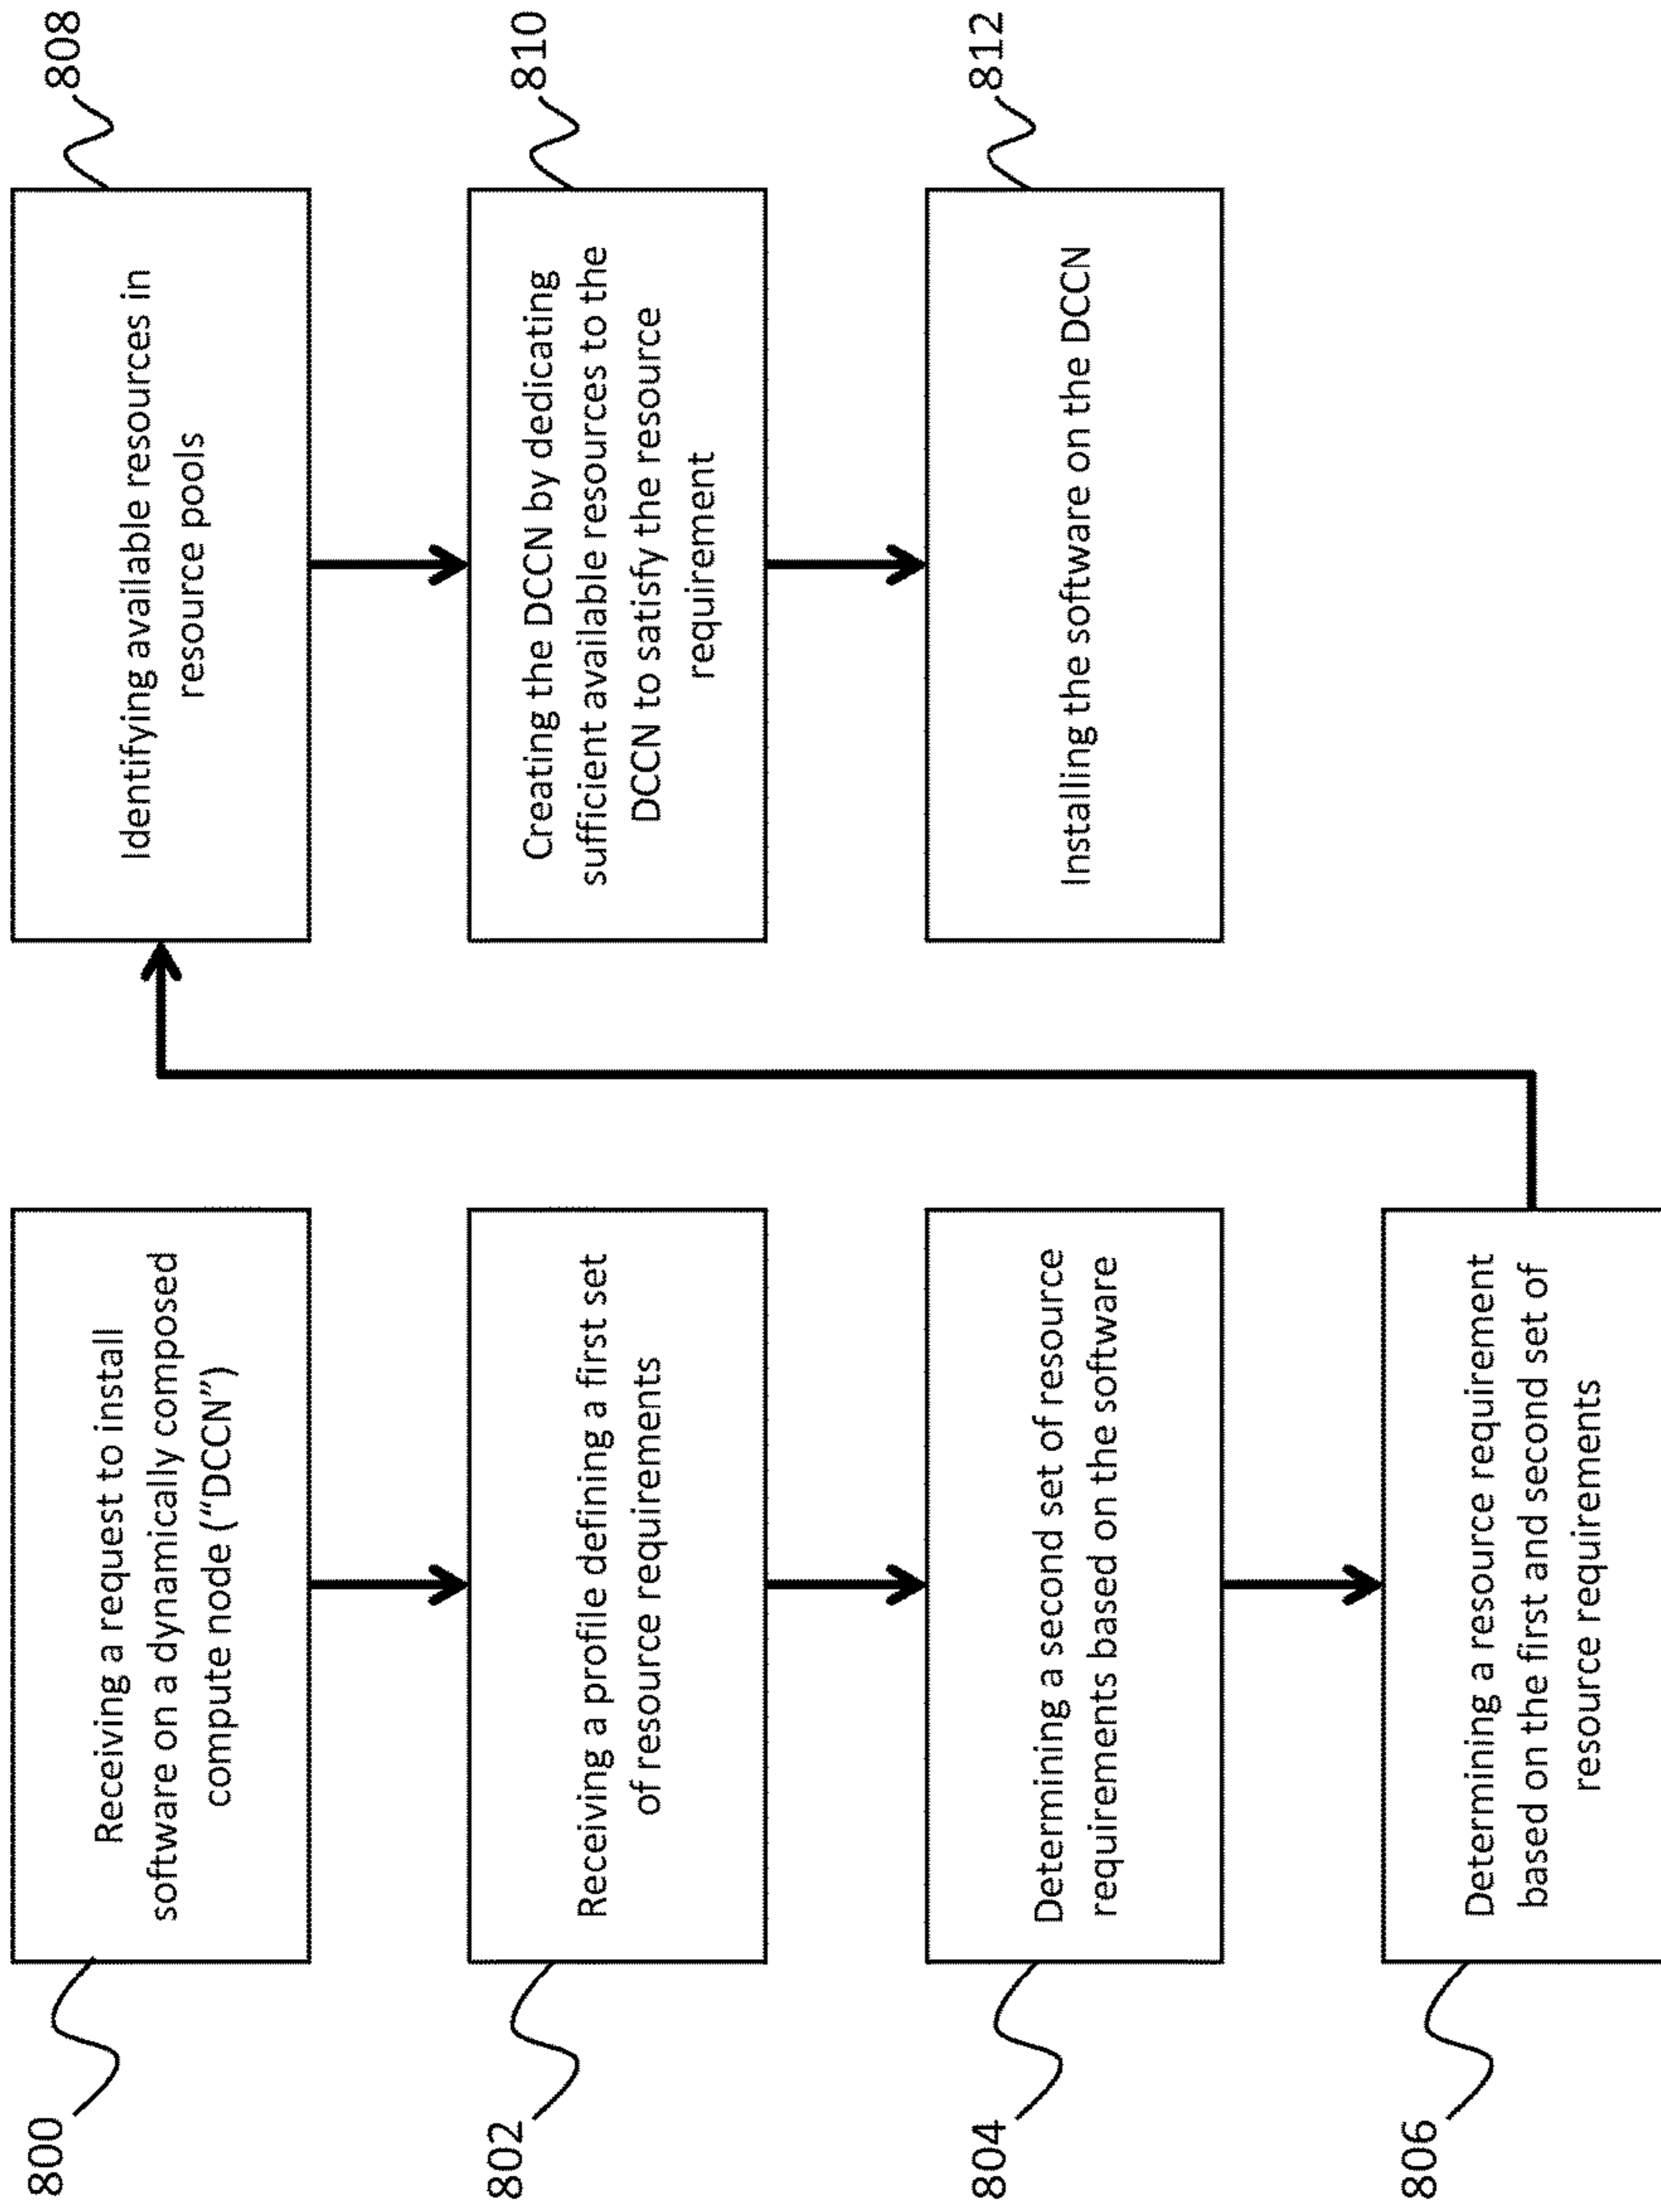 800
Receiving a request to install
software on a dynamically composed
compute node (“DCCN”)
802
Receiving a profile defining a first set
of resource requirements
804
Determining a second set of resource
requirements based on the software
806
Determining a resource requirement
based on the first and second set of
resource requirements
808
Identifying available resources in
resource pools
810
Creating the DCCN by dedicating
sufficient available resources to the
DCCN to satisfy the resource
requirement
812
Installing the software on the DCCN